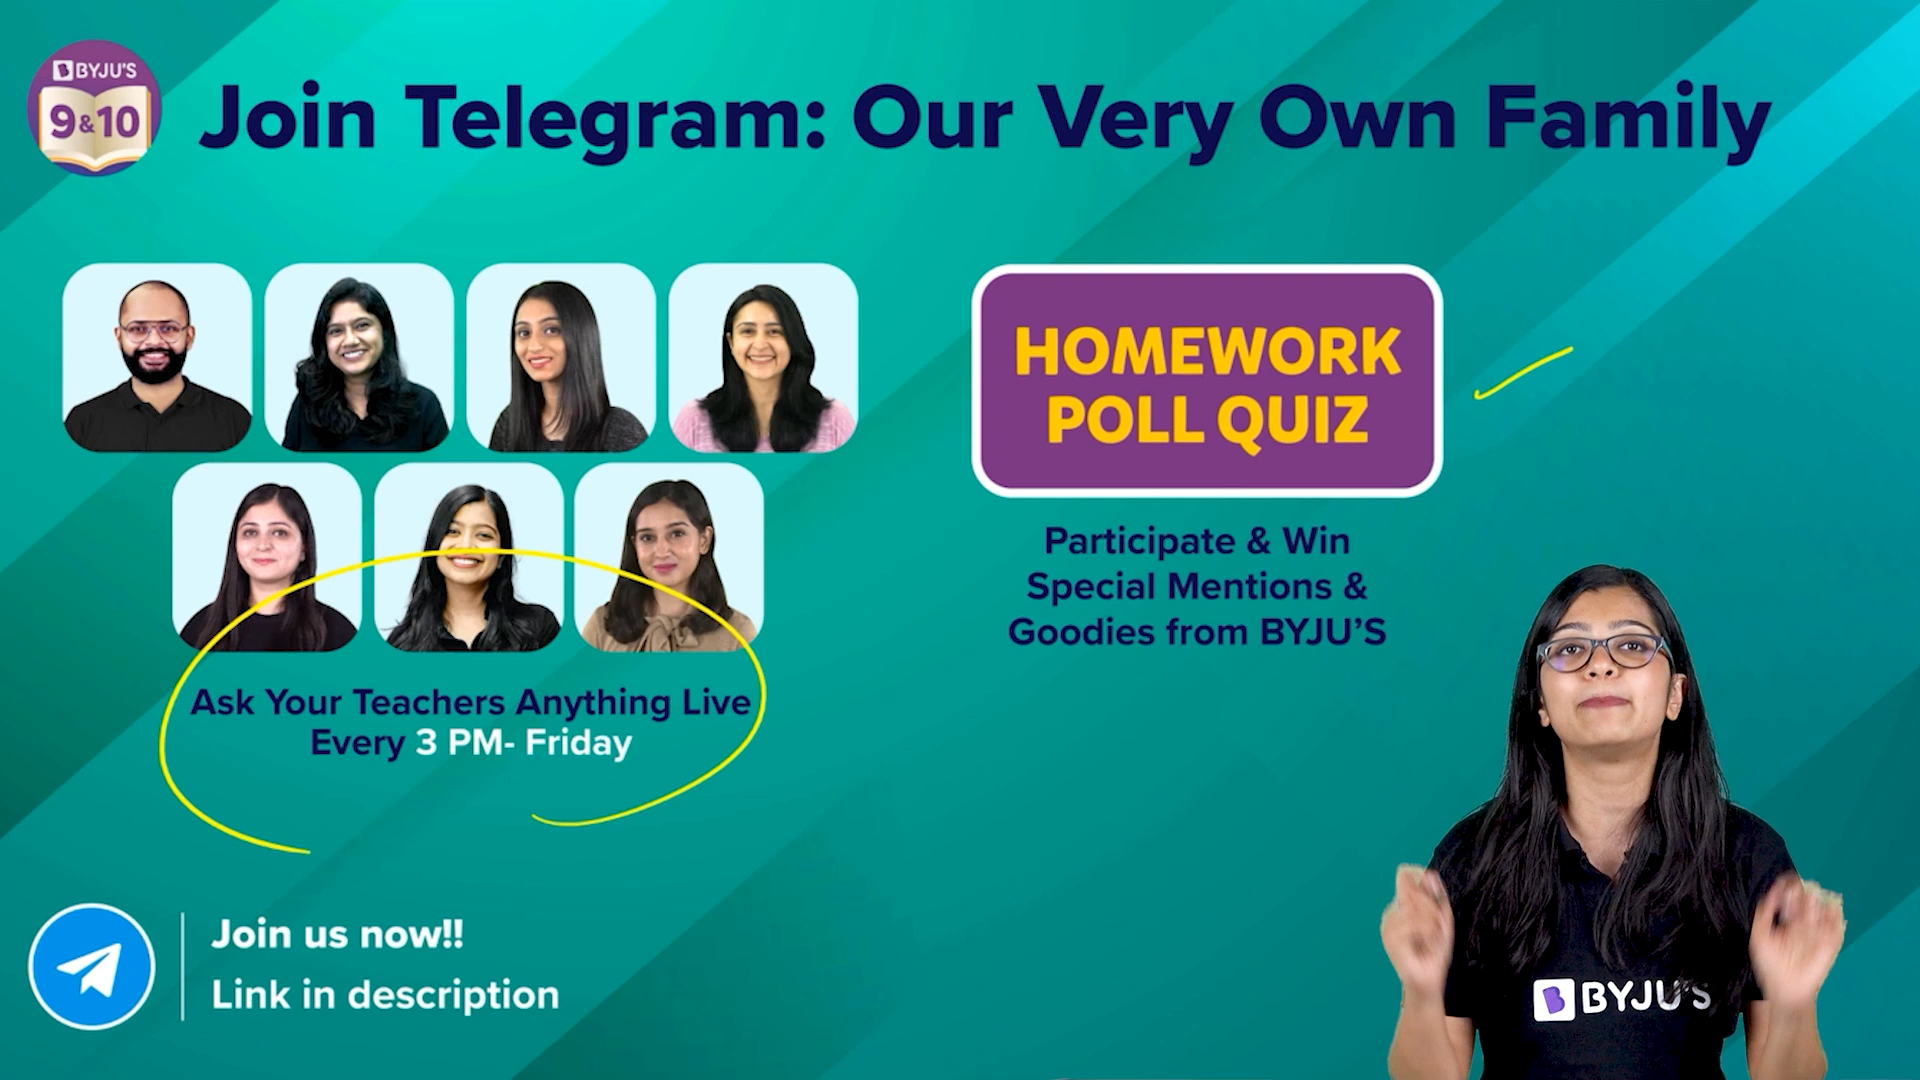 BYJU'S
9&10
Join Telegram: Our Very Own Family
HOMEWORK
POLL QUIZ
Participate & Win
Special Mentions &
Goodies from BYJU'S
Ask Your Teachers Anything Live
Every 3 PM- Friday
Join us now!!
Link in description
BYJU'S